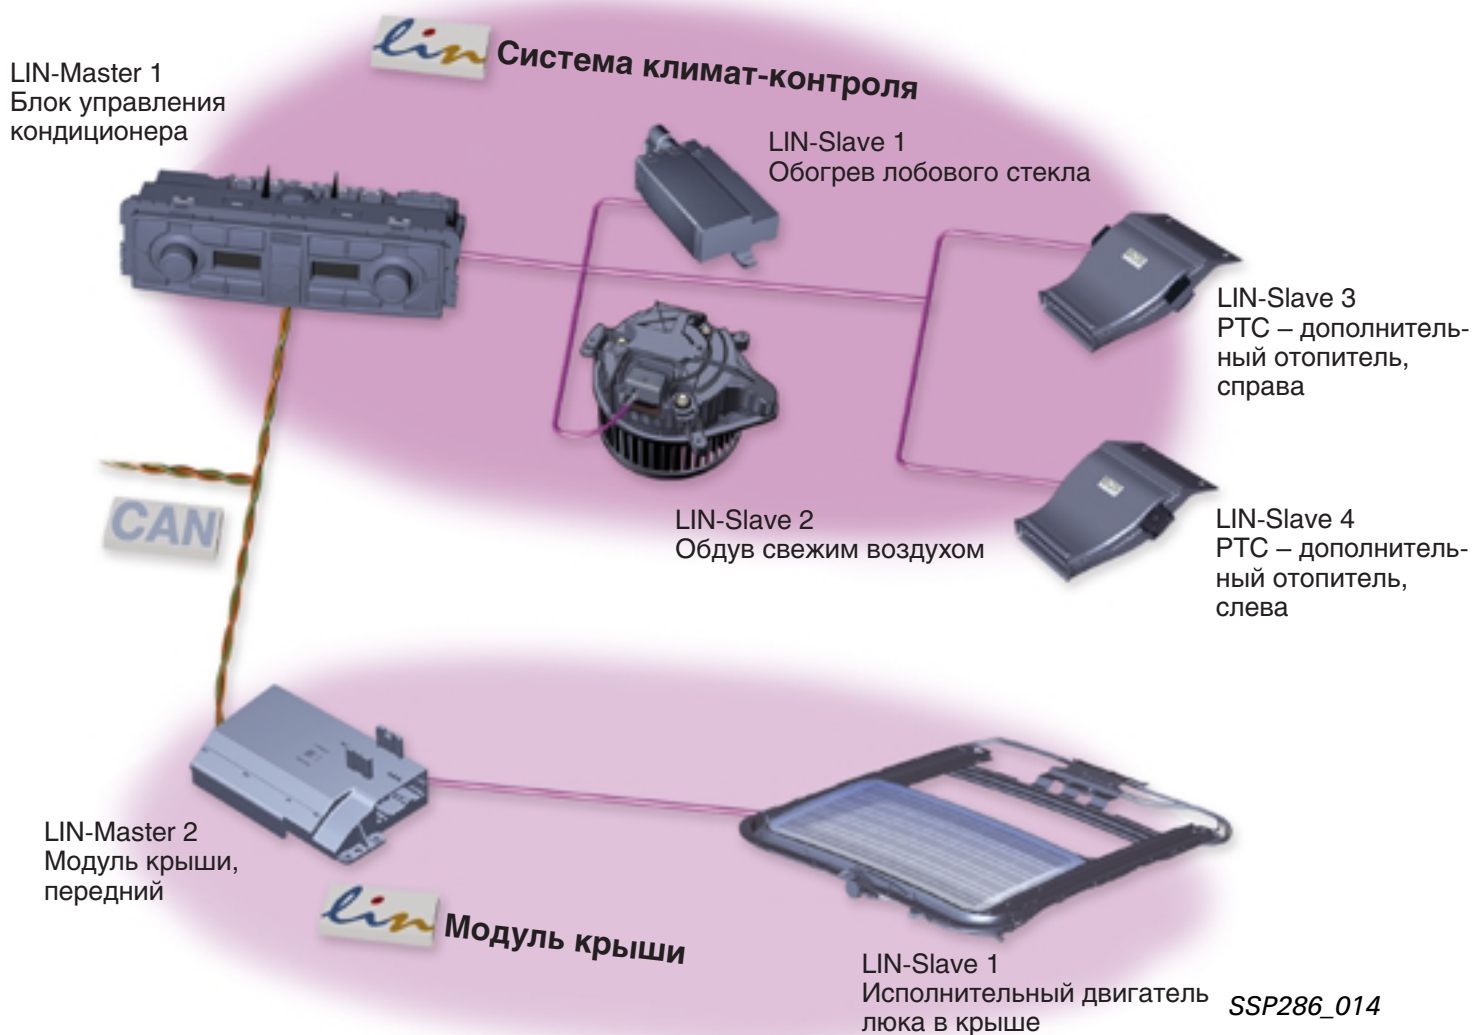 lin Система климат-контроля
LIN-Master 1
Блок управления
кондиционера
LIN-Slave 1
Обогрев лобового стекла
LIN-Slave 3
PTC – дополнитель-
ный отопитель,
справа
CAN
LIN-Slave 2
Обдув свежим воздухом
LIN-Slave 4
PTC – дополнитель-
ный отопитель,
слева
LIN-Master 2
Модуль крыши,
передний
lin Модуль крыши
LIN-Slave 1
Исполнительный двигатель
люка в крыше
SSP286_014